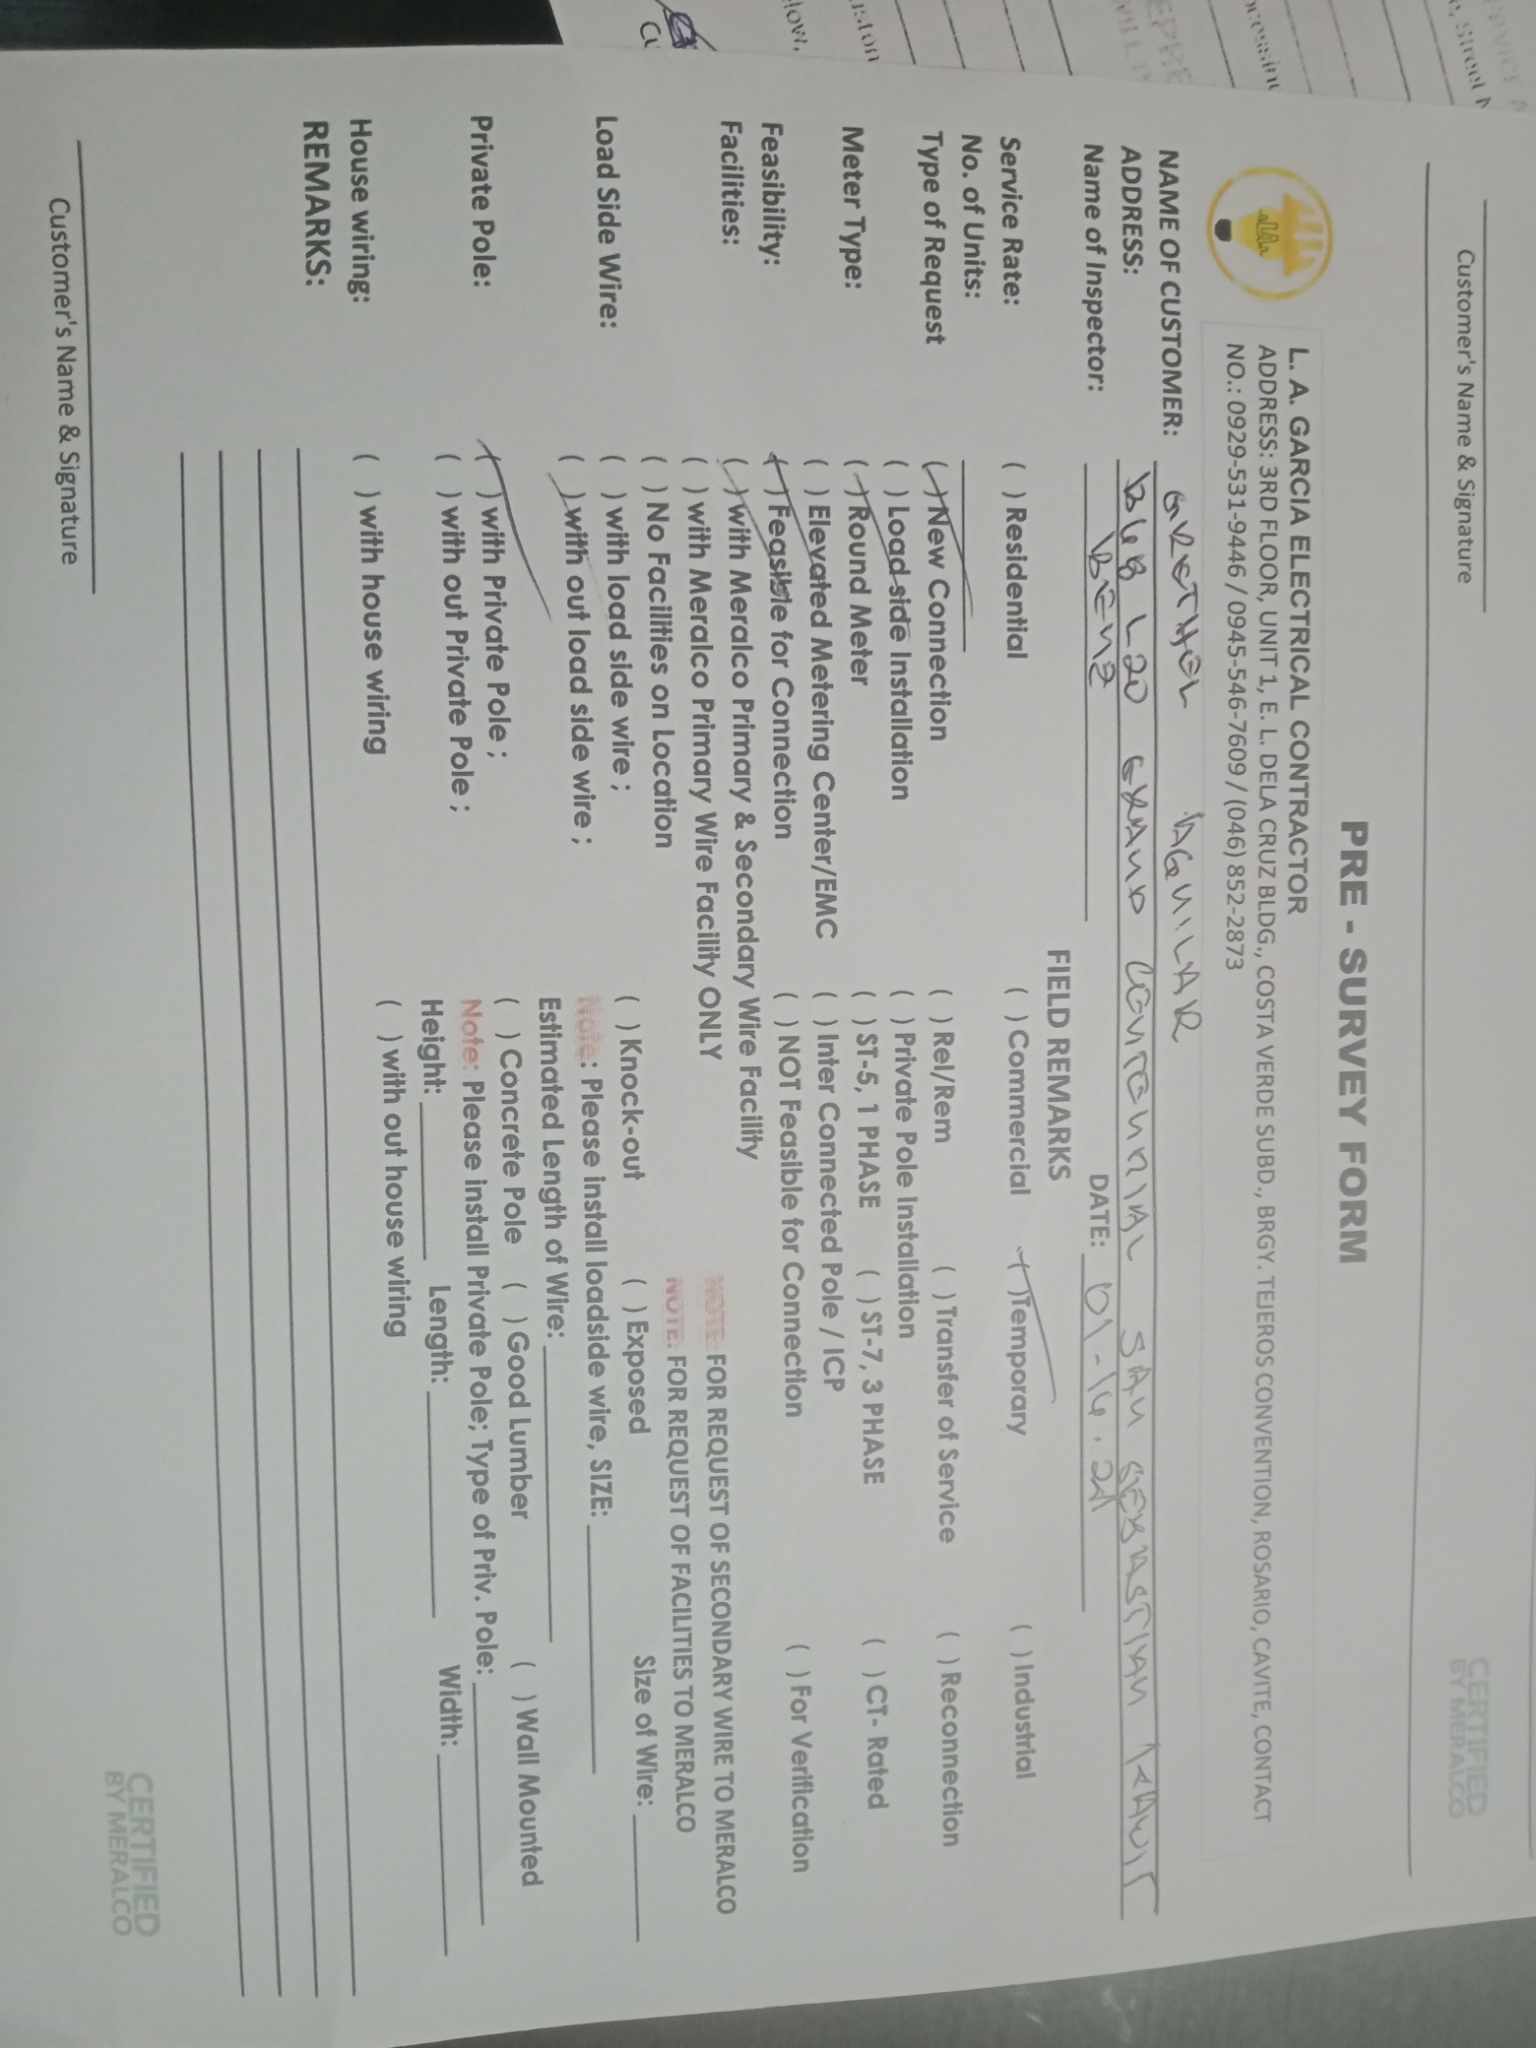 Customer's Name & Signature
CERTIFIED
BY MERALCO
PRE - SURVEY FORM
L. A. GARCIA ELECTRICAL CONTRACTOR
ADDRESS: 3RD FLOOR, UNIT 1, E. L. DELA CRUZ BLDG., COSTA VERDE SUBD., BRGY. TEJEROS CONVENTION, ROSARIO, CAVITE, CONTACT
NO.: 0929-531-9446 / 0945-546-7609 / (046) 852-2873
NAME OF CUSTOMER: GRETHEL AGUILAR
ADDRESS: B68 L20 GRAND CENTENNIAL SAN SEBASTIAN KAWIT
Name of Inspector: BENZ DATE: 01-16-21
FIELD REMARKS
Service Rate: ( ) Residential ( ) Commercial (✓) Temporary ( ) Industrial
No. of Units:
Type of Request (✓) New Connection ( ) Rel/Rem ( ) Transfer of Service ( ) Reconnection
( ) Load side Installation ( ) Private Pole Installation
Meter Type: (✓) Round Meter ( ) ST-5, 1 PHASE ( ) ST-7, 3 PHASE ( ) CT- Rated
( ) Elevated Metering Center/EMC ( ) Inter Connected Pole / ICP
Feasibility: (✓) Feasible for Connection ( ) NOT Feasible for Connection ( ) For Verification
Facilities: (✓) with Meralco Primary & Secondary Wire Facility
( ) with Meralco Primary Wire Facility ONLY NOTE: FOR REQUEST OF SECONDARY WIRE TO MERALCO
( ) No Facilities on Location NOTE: FOR REQUEST OF FACILITIES TO MERALCO
Load Side Wire: ( ) with load side wire ; ( ) Knock-out ( ) Exposed Size of Wire:
(✓) with out load side wire ; Note: Please install loadside wire, SIZE:
Estimated Length of Wire:
Private Pole: (✓) with Private Pole ; ( ) Concrete Pole ( ) Good Lumber ( ) Wall Mounted
( ) with out Private Pole ; Note: Please install Private Pole; Type of Priv. Pole:
Height: Length: Width:
House wiring: ( ) with house wiring ( ) with out house wiring
REMARKS:
CERTIFIED
BY MERALCO
Customer's Name & Signature